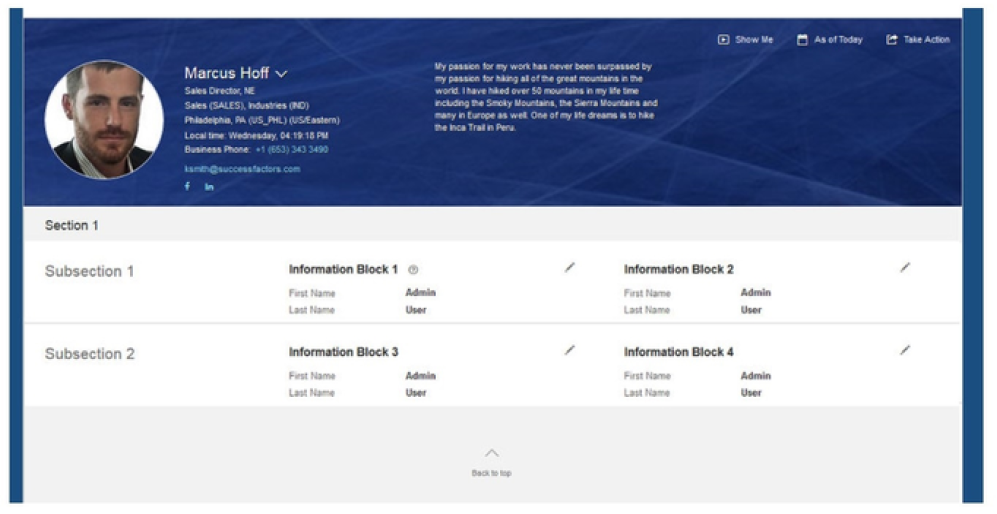 Show Me As of Today Take Action
Marcus Hoff
Sales Director, NE
Sales (SALES), Industries (IND)
Philadelphia, PA (US_PHL) (US/Eastern)
Local time: Wednesday, 04:19:18 PM
Business Phone: +1 (653) 343 3490
ksmith@successfactors.com
f in
My passion for my work has never been surpassed by
my passion for hiking all of the great mountains in the
world. I have hiked over 50 mountains in my life time
including the Smoky Mountains, the Sierra Mountains and
many in Europe as well. One of my life dreams is to hike
the Inca Trail in Peru.
Section 1
Subsection 1
Information Block 1
First Name Admin
Last Name User
Information Block 2
First Name Admin
Last Name User
Subsection 2
Information Block 3
First Name Admin
Last Name User
Information Block 4
First Name Admin
Last Name User
Back to top